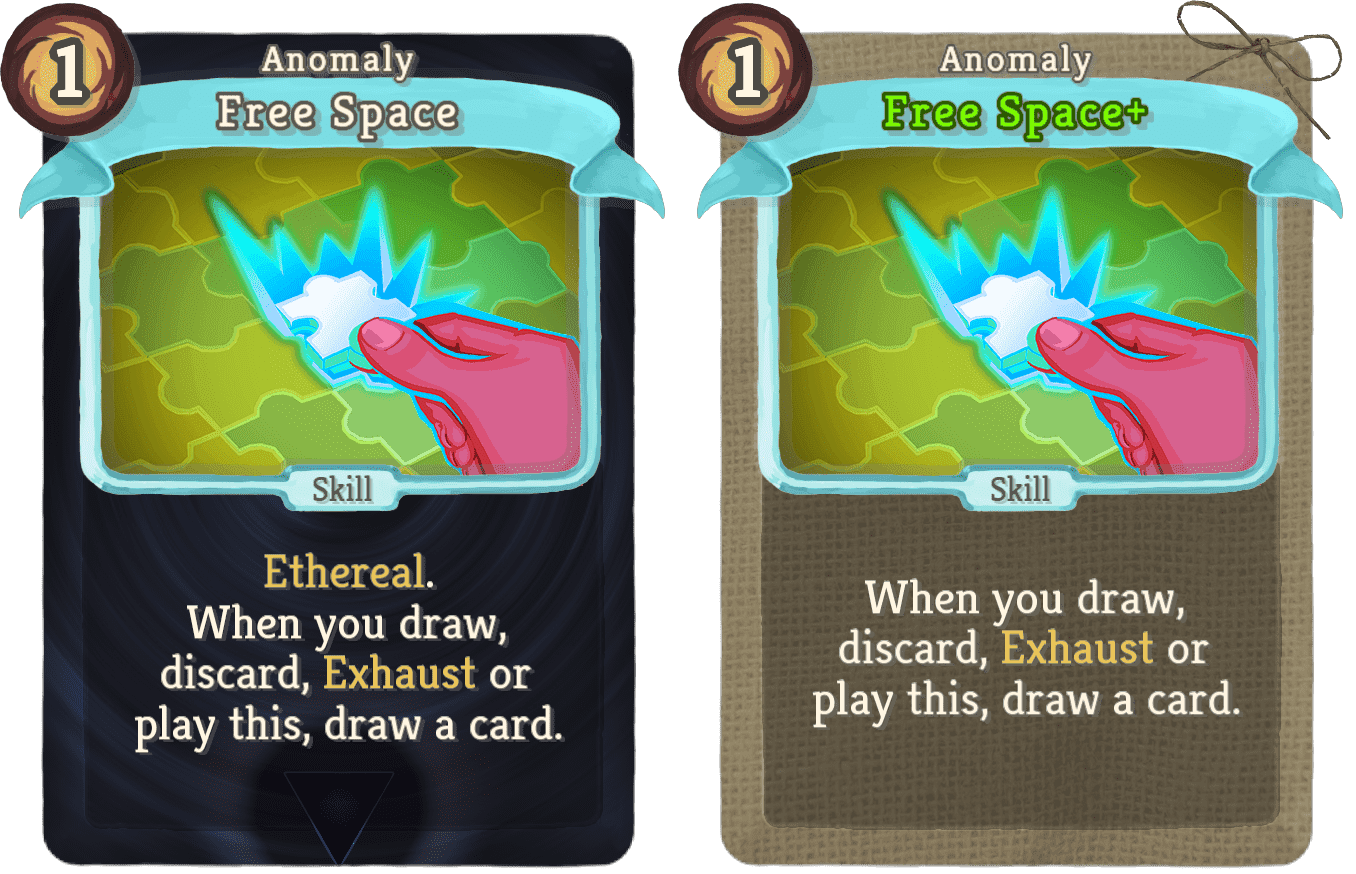 1
Anomaly
Free Space
Skill
Ethereal.
When you draw,
discard, Exhaust or
play this, draw a card.
1
Anomaly
Free Space+
Skill
When you draw,
discard, Exhaust or
play this, draw a card.